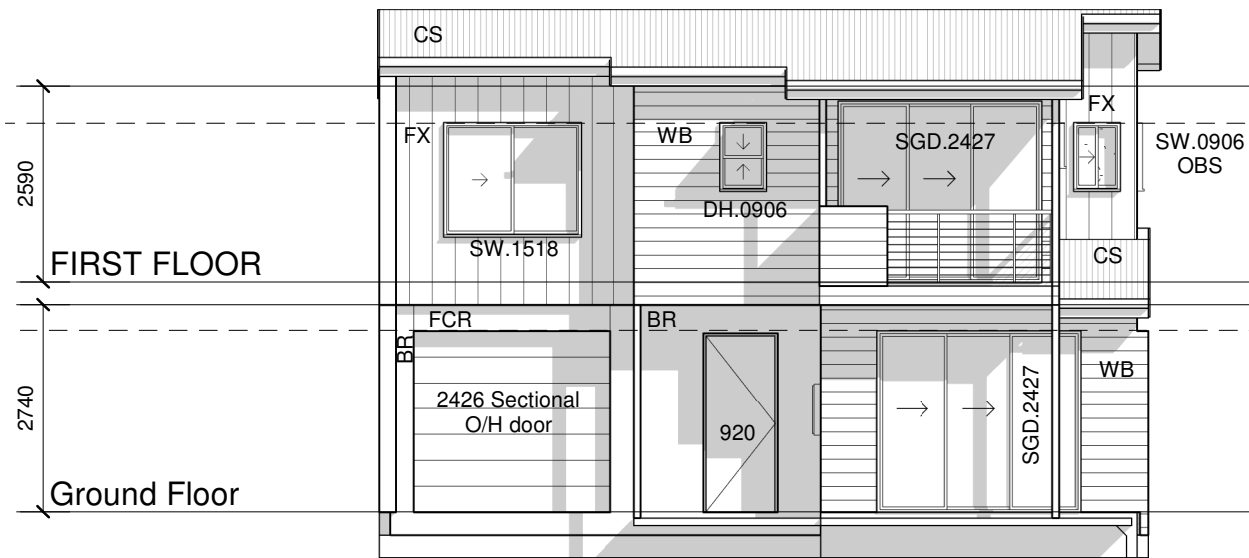 CS
FX
WB
SGD.2427
FX
SW.0906
OBS
2590
DH.0906
SW.1518
FIRST FLOOR
CS
FCR
BR
BR
WB
2740
2426 Sectional
O/H door
920
SGD.2427
Ground Floor